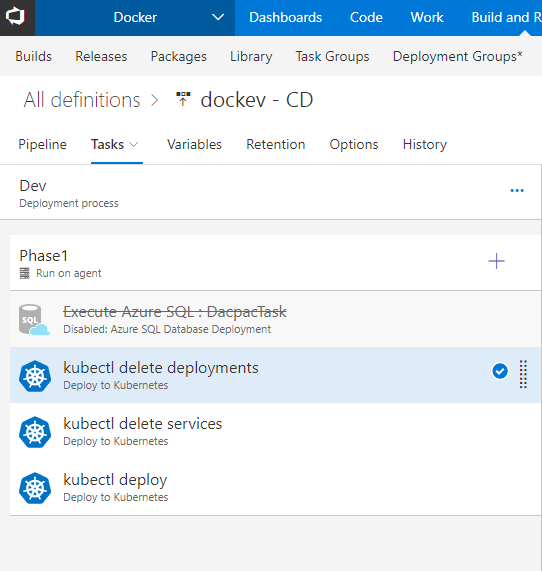 Docker Dashboards Code Work Build and R
Builds Releases Packages Library Task Groups Deployment Groups*
All definitions > dockev - CD
Pipeline Tasks Variables Retention Options History
Dev
Deployment process
Phase1
Run on agent
SQL
Execute Azure SQL : DacpacTask
Disabled: Azure SQL Database Deployment
kubectl delete deployments
Deploy to Kubernetes
kubectl delete services
Deploy to Kubernetes
kubectl deploy
Deploy to Kubernetes